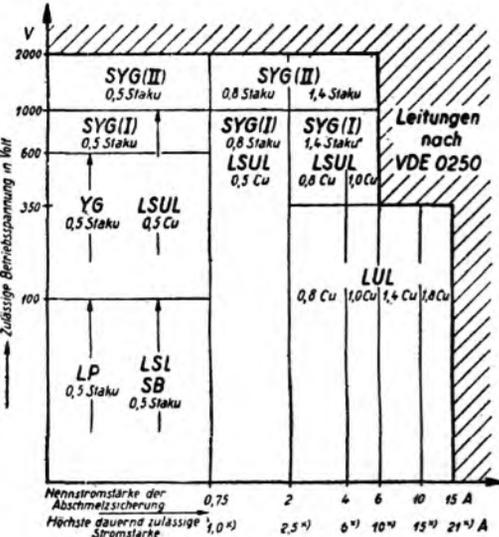 V
2000
1000
600
350
100
Zulässige Betriebsspannung in Volt
SYG(II)
0,5 Staku
SYG(II)
0,8 Staku
1,4 Staku
SYG(I)
0,5 Staku
SYG(I)
0,8 Staku
LSUL
0,5 Cu
SYG(I)
1,4 Staku
LSUL
0,8 Cu
1,0 Cu
Leitungen
nach
VDE 0250
YG
0,5 Staku
LSUL
0,5 Cu
LUL
0,8 Cu
1,0 Cu
1,4 Cu
1,8 Cu
LP
0,5 Staku
LSL
SB
0,5 Staku
Nennstromstärke der
Abschmelzsicherung
0,75 2 4 6 10 15 A
Höchste dauernd zulässige
Stromstärke
1,0 x) 2,5 x) 6 x) 10 x) 15 x) 21 x) A